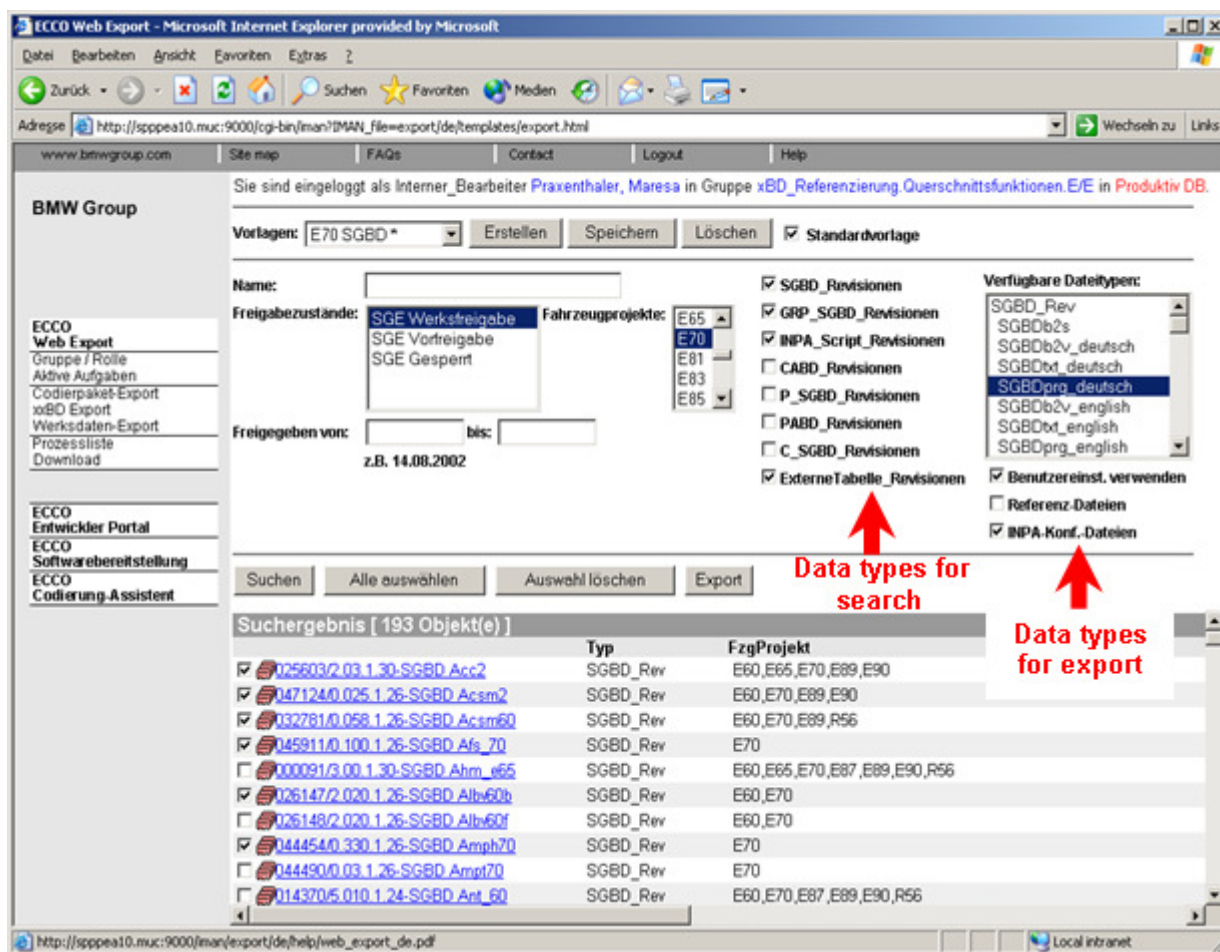 ECCO Web Export - Microsoft Internet Explorer provided by Microsoft
Datei Bearbeiten Ansicht Favoriten Extras ?
Zurück Suchen Favoriten Medien
Adresse http://spppea10.muc:9000/cgi-bin/iman?IMAN_file=export/de/templates/export.html Wechseln zu Links
www.bmwgroup.com Site map FAQs Contact Logout Help
Sie sind eingeloggt als Interner_Bearbeiter Praxenthaler, Maresa in Gruppe xBD_Referenzierung.Querschnittsfunktionen.E/E in Produktiv DB.
BMW Group
Vorlagen: E70 SGBD * Erstellen Speichern Löschen Standardvorlage
Name:
Freigabezustände:
SGE Werksfreigabe
SGE Vorfreigabe
SGE Gesperrt
Fahrzeugprojekte:
E65
E70
E81
E83
E85
Freigegeben von: bis:
z.B. 14.08.2002
SGBD_Revisionen
GRP_SGBD_Revisionen
INPA_Script_Revisionen
CABD_Revisionen
P_SGBD_Revisionen
PABD_Revisionen
C_SGBD_Revisionen
ExterneTabelle_Revisionen
Verfügbare Dateitypen:
SGBD_Rev
SGBDb2s
SGBDb2v_deutsch
SGBDtxt_deutsch
SGBDprg_deutsch
SGBDb2v_english
SGBDtxt_english
SGBDprg_english
Benutzereinst. verwenden
Referenz-Dateien
INPA-Konf.-Dateien
ECCO
Web Export
Gruppe / Rolle
Aktive Aufgaben
Codierpaket-Export
xxBD Export
Werksdaten-Export
Prozessliste
Download
ECCO
Entwickler Portal
ECCO
Softwarebereitstellung
ECCO
Codierung-Assistent
Data types for
search
Data types
for export
Suchen Alle auswählen Auswahl löschen Export
Suchergebnis [ 193 Objekt(e) ]
Typ FzgProjekt
025603/2.03.1.30-SGBD Acc2 SGBD_Rev E60,E65,E70,E89,E90
047124/0.025.1.26-SGBD Acsm2 SGBD_Rev E60,E70,E89,E90
032781/0.058.1.26-SGBD Acsm60 SGBD_Rev E60,E70,E89,R56
045911/0.100.1.26-SGBD Afs_70 SGBD_Rev E70
000091/3.00.1.30-SGBD Ahm_e65 SGBD_Rev E60,E65,E70,E87,E89,E90,R56
026147/2.020.1.26-SGBD Albv60b SGBD_Rev E60,E70
026148/2.020.1.26-SGBD Albv60f SGBD_Rev E60,E70
044454/0.330.1.26-SGBD Amph70 SGBD_Rev E70
044490/0.03.1.26-SGBD Ampt70 SGBD_Rev E70
014370/5.010.1.24-SGBD Ant_60 SGBD_Rev E60,E70,E87,E89,E90,R56
http://spppea10.muc:9000/iman/export/de/help/web_export_de.pdf Local intranet